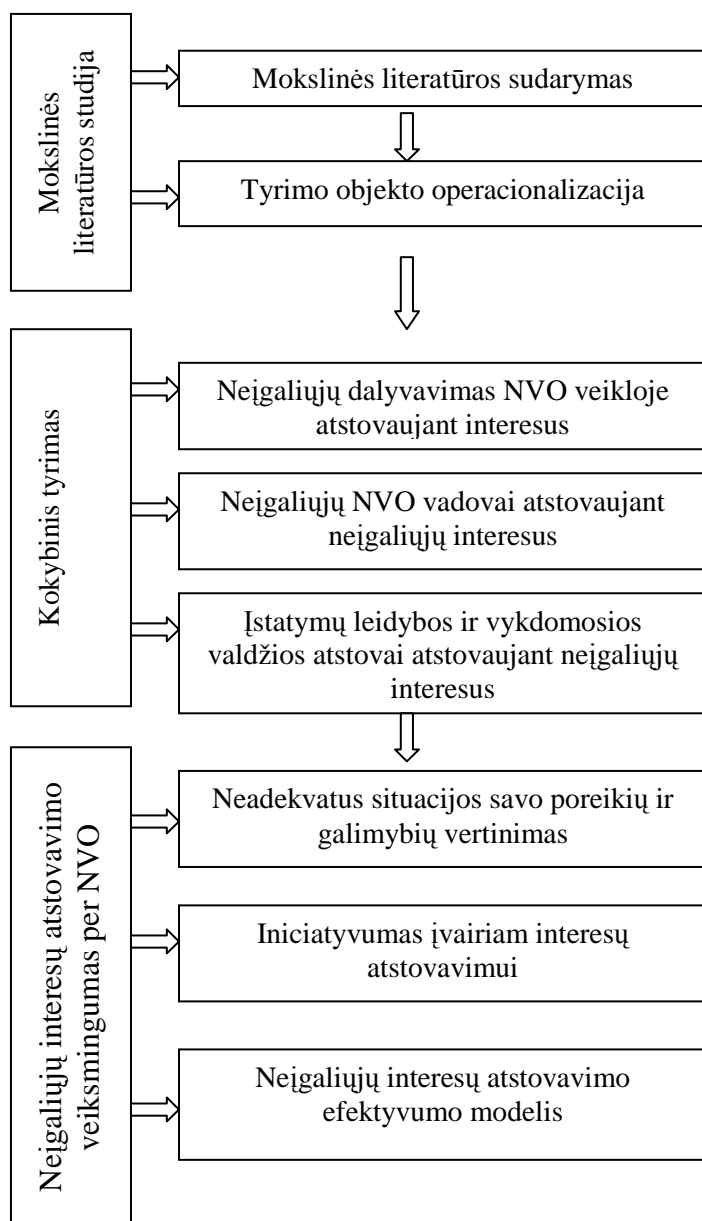 Mokslinės
literatūros studija
Mokslinės literatūros sudarymas
Tyrimo objekto operacionalizacija
Kokybinis tyrimas
Neįgaliųjų dalyvavimas NVO veikloje
atstovaujant interesus
Neįgaliųjų NVO vadovai atstovaujant
neįgaliųjų interesus
Įstatymų leidybos ir vykdomosios
valdžios atstovai atstovaujant neįgaliųjų
interesus
Neįgaliųjų interesų atstovavimo
veiksmingumas per NVO
Neadekvatus situacijos savo poreikių ir
galimybių vertinimas
Iniciatyvumas įvairiam interesų
atstovavimui
Neįgaliųjų interesų atstovavimo
efektyvumo modelis